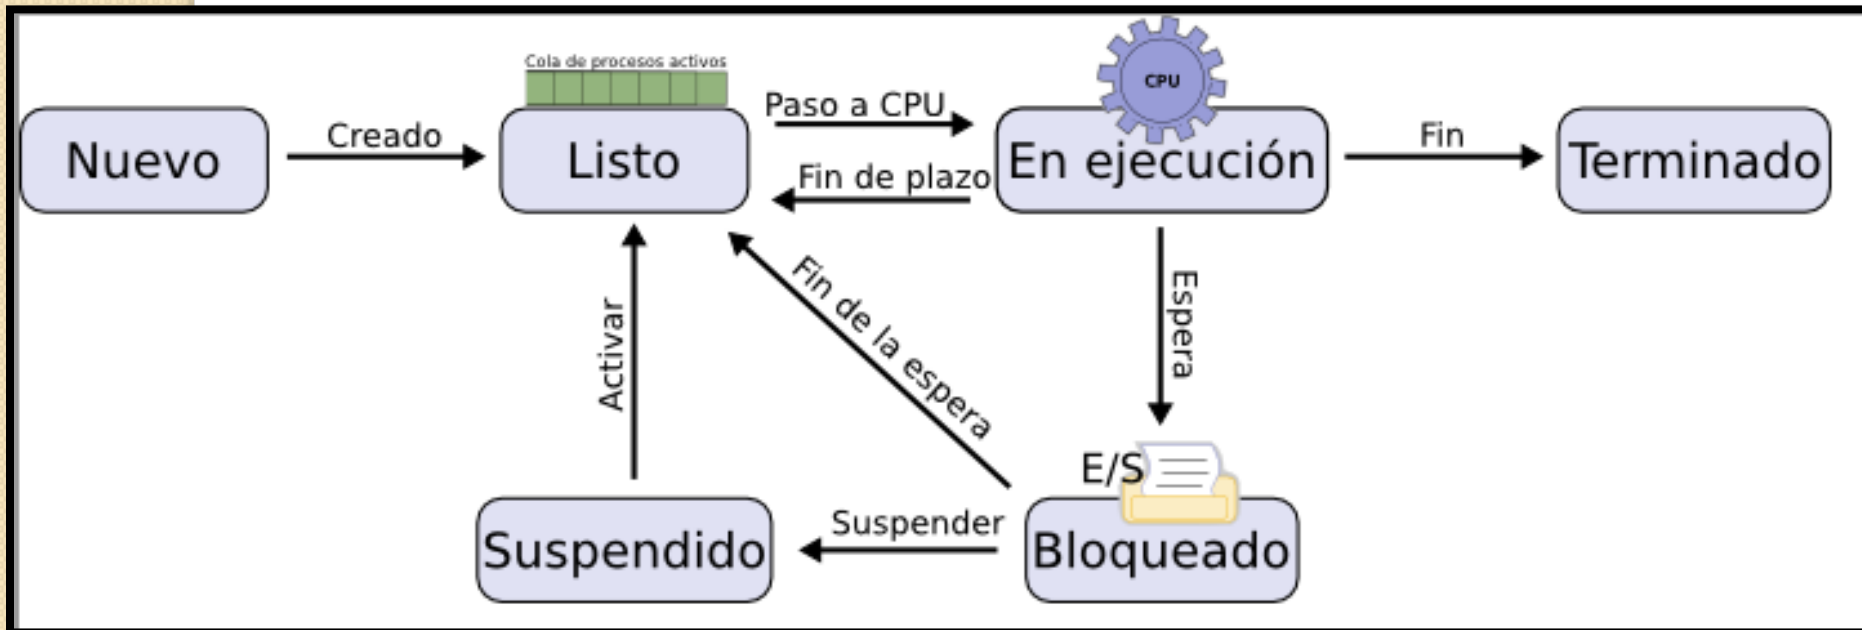 Cola de procesos activos
CPU
Nuevo
Creado
Listo
Paso a CPU
Fin de plazo
En ejecución
Fin
Terminado
Activar
Fin de la espera
Espera
E/S
Suspendido
Suspender
Bloqueado